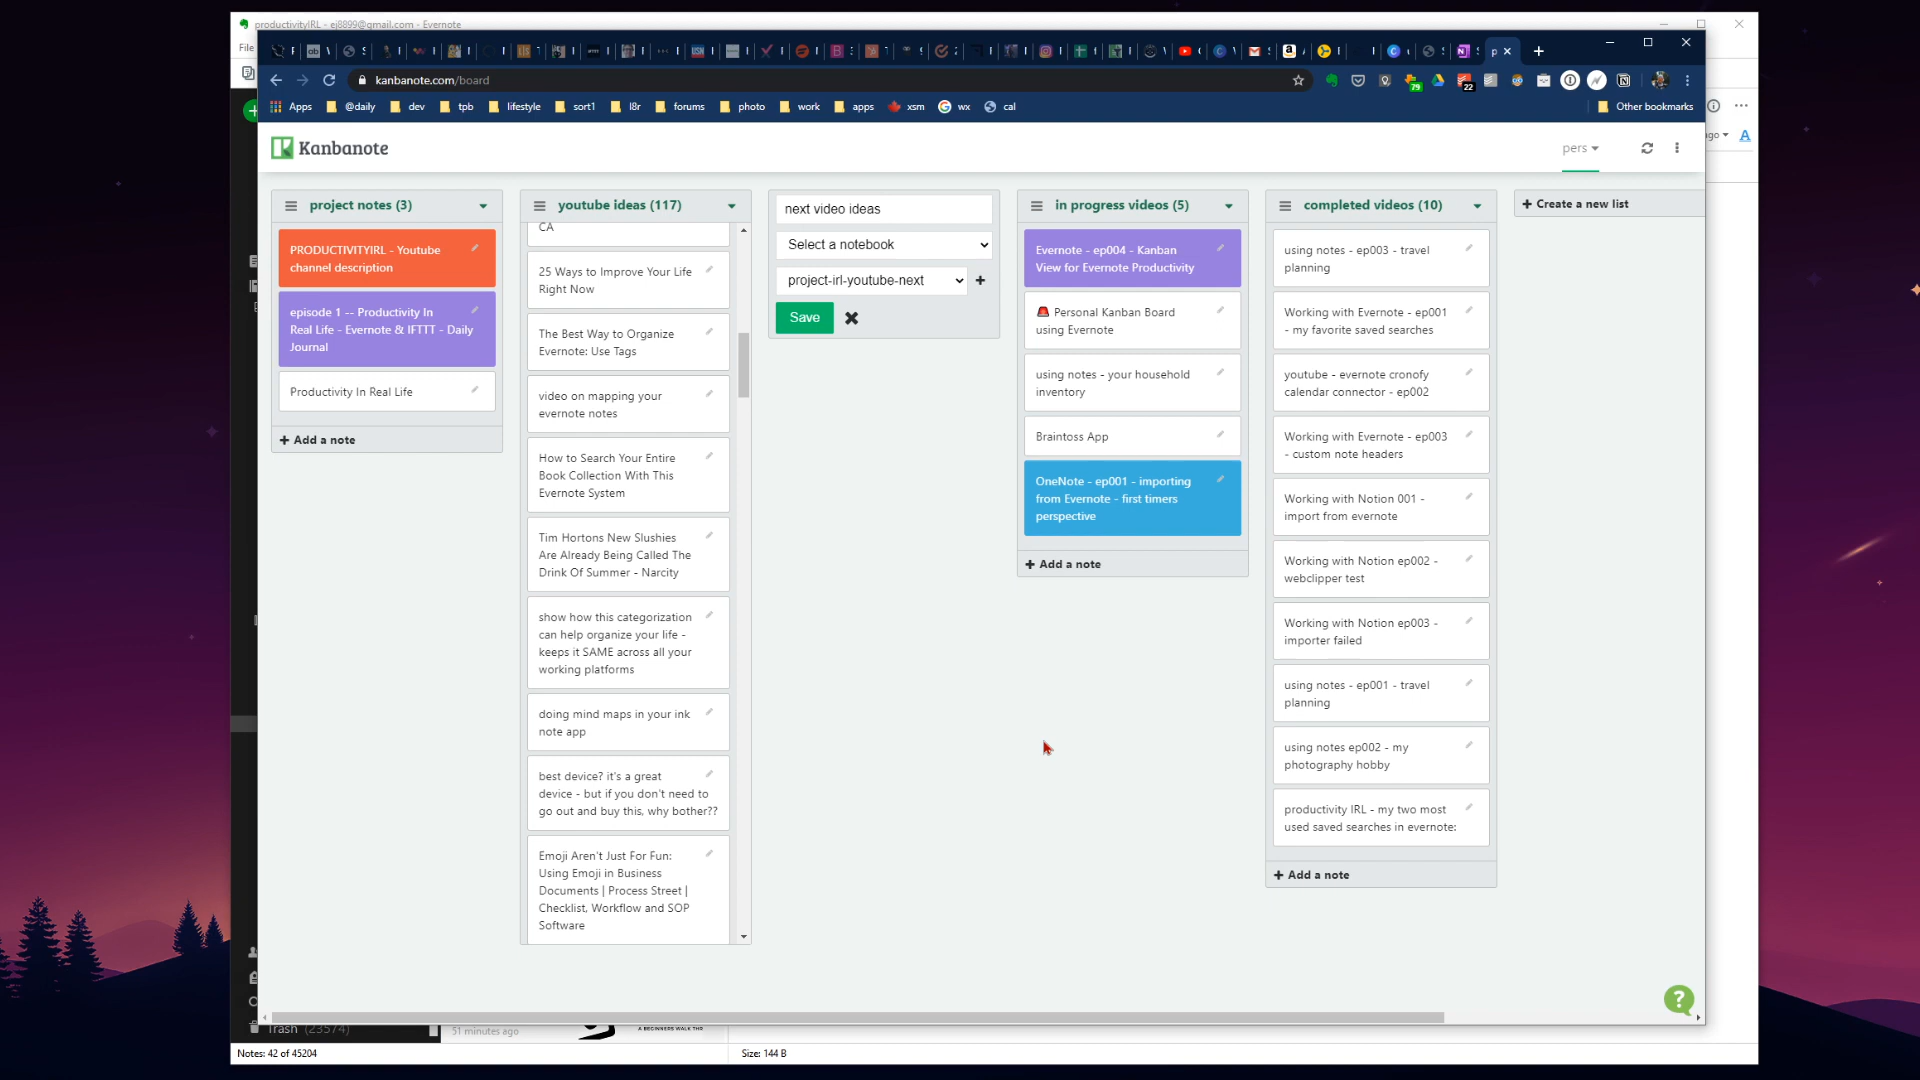 productivityIRL - ej8899@gmail.com - Evernote
File
kanbanote.com/board
79
22
Apps
@daily
dev
tpb
lifestyle
sort1
l8r
forums
photo
work
apps
xsm
wx
cal
Other bookmarks
Kanbanote
pers
project notes (3)
PRODUCTIVITYIRL - Youtube
channel description
episode 1 -- Productivity In
Real Life - Evernote & IFTTT - Daily
Journal
Productivity In Real Life
+ Add a note
youtube ideas (117)
CA
25 Ways to Improve Your Life
Right Now
The Best Way to Organize
Evernote: Use Tags
video on mapping your
evernote notes
How to Search Your Entire
Book Collection With This
Evernote System
Tim Hortons New Slushies
Are Already Being Called The
Drink Of Summer - Narcity
show how this categorization
can help organize your life -
keeps it SAME across all your
working platforms
doing mind maps in your ink
note app
best device? it's a great
device - but if you don't need to
go out and buy this, why bother??
Emoji Aren't Just For Fun:
Using Emoji in Business
Documents | Process Street |
Checklist, Workflow and SOP
Software
next video ideas
Select a notebook
project-irl-youtube-next
Save
in progress videos (5)
Evernote - ep004 - Kanban
View for Evernote Productivity
Personal Kanban Board
using Evernote
using notes - your household
inventory
Braintoss App
OneNote - ep001 - importing
from Evernote - first timers
perspective
+ Add a note
completed videos (10)
using notes - ep003 - travel
planning
Working with Evernote - ep001
- my favorite saved searches
youtube - evernote cronofy
calendar connector - ep002
Working with Evernote - ep003
- custom note headers
Working with Notion 001 -
import from evernote
Working with Notion ep002 -
webclipper test
Working with Notion ep003 -
importer failed
using notes - ep001 - travel
planning
using notes ep002 - my
photography hobby
productivity IRL - my two most
used saved searches in evernote:
+ Add a note
+ Create a new list
Trash (23574)
51 minutes ago
A BEGINNERS WALK THR
Notes: 42 of 45204
Size: 144 B